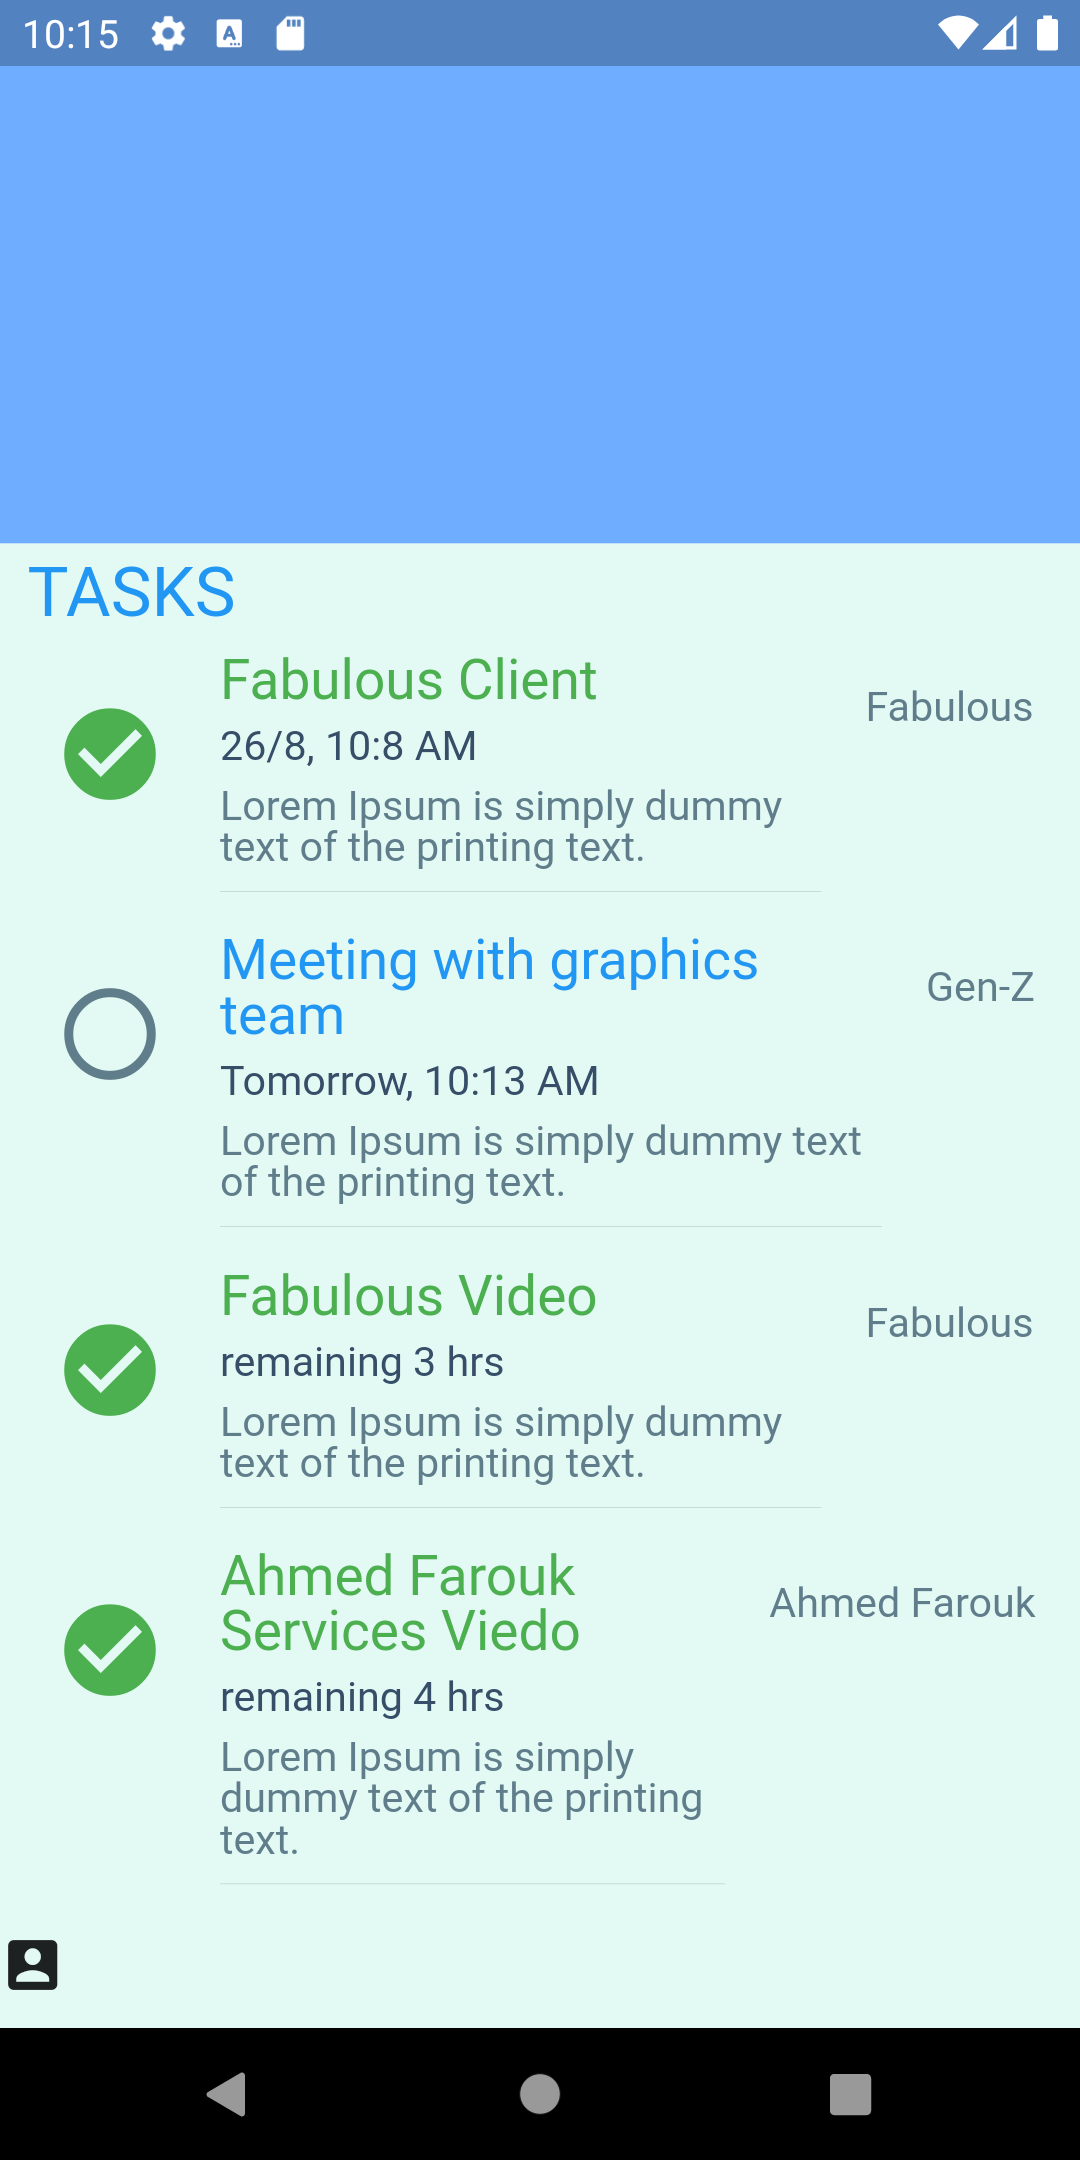 10:15
TASKS
Fabulous Client
Fabulous
26/8, 10:8 AM
Lorem Ipsum is simply dummy
text of the printing text.
Meeting with graphics
team
Gen-Z
Tomorrow, 10:13 AM
Lorem Ipsum is simply dummy text
of the printing text.
Fabulous Video
Fabulous
remaining 3 hrs
Lorem Ipsum is simply dummy
text of the printing text.
Ahmed Farouk
Services Viedo
Ahmed Farouk
remaining 4 hrs
Lorem Ipsum is simply
dummy text of the printing
text.